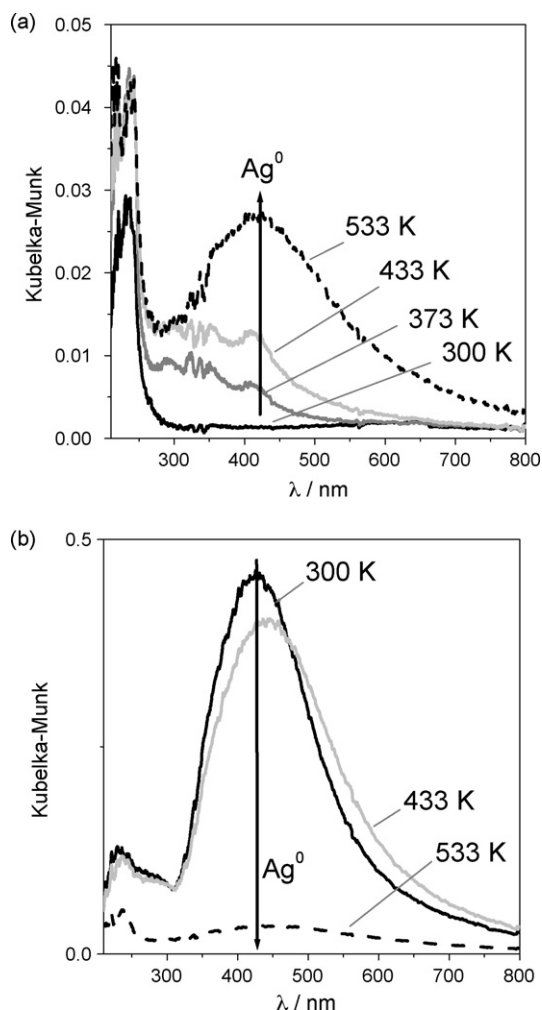 (a)
0.05
0.04
0.03
0.02
0.01
0.00
Kubelka-Munk
Ag⁰
533 K
433 K
373 K
300 K
300 400 500 600 700 800
λ / nm
(b)
0.5
0.0
Kubelka-Munk
300 K
433 K
533 K
Ag⁰
300 400 500 600 700 800
λ / nm